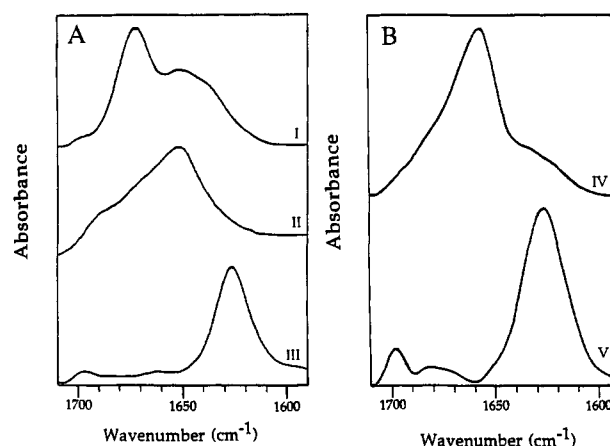 A
B
Absorbance
Absorbance
I
II
III
IV
V
1700
1650
1600
1700
1650
1600
Wavenumber (cm-1)
Wavenumber (cm-1)